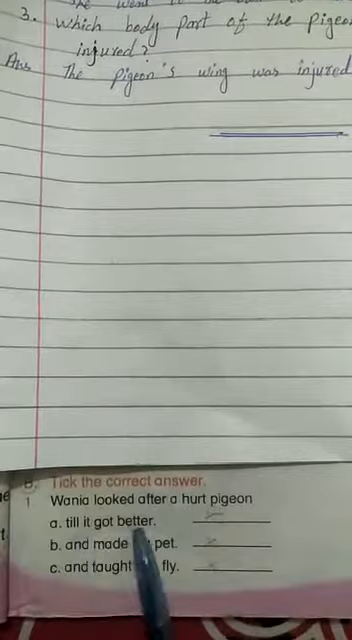 3. Which body part of the pigeon
injured?
Ans The pigeon's wing was injured
B. Tick the correct answer.
1 Wania looked after a hurt pigeon
a. till it got better.
b. and made pet.
c. and taught fly.